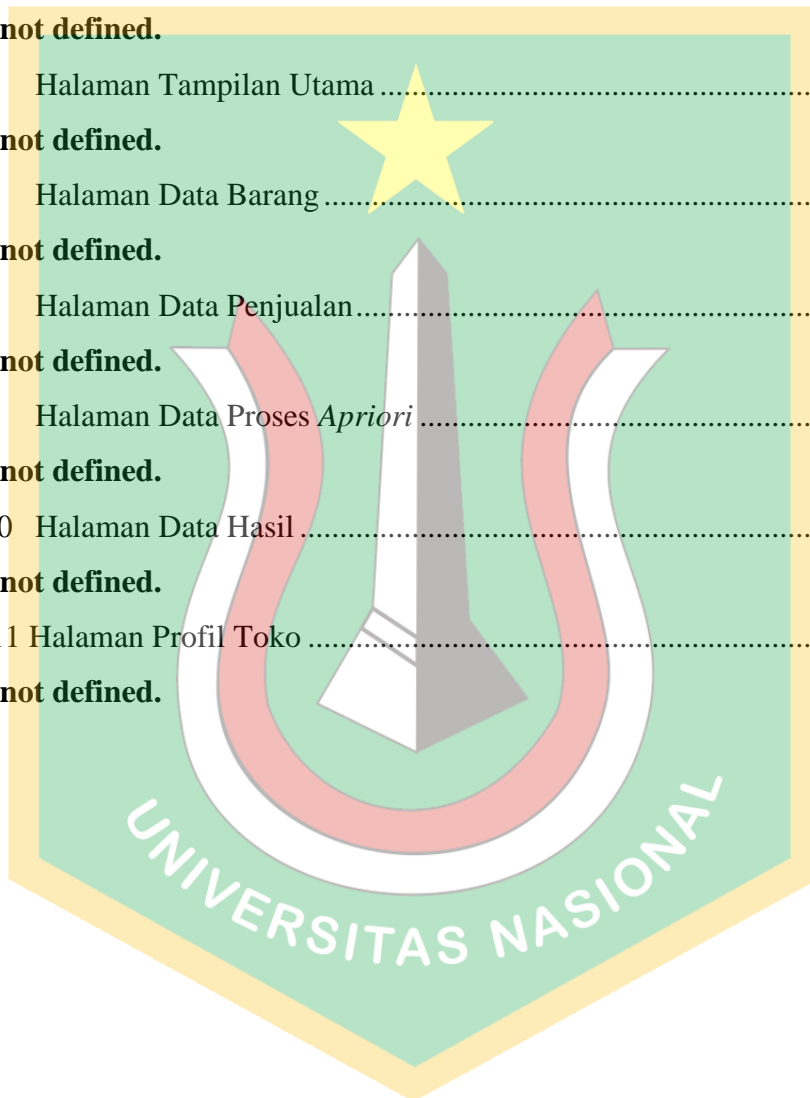 not defined.
Halaman Tampilan Utama ......................................................
not defined.
Halaman Data Barang .............................................................
not defined.
Halaman Data Penjualan.........................................................
not defined.
Halaman Data Proses Apriori .................................................
not defined.
0 Halaman Data Hasil ................................................................
not defined.
11 Halaman Profil Toko ...............................................................
not defined.
UNIVERSITAS NASIONAL